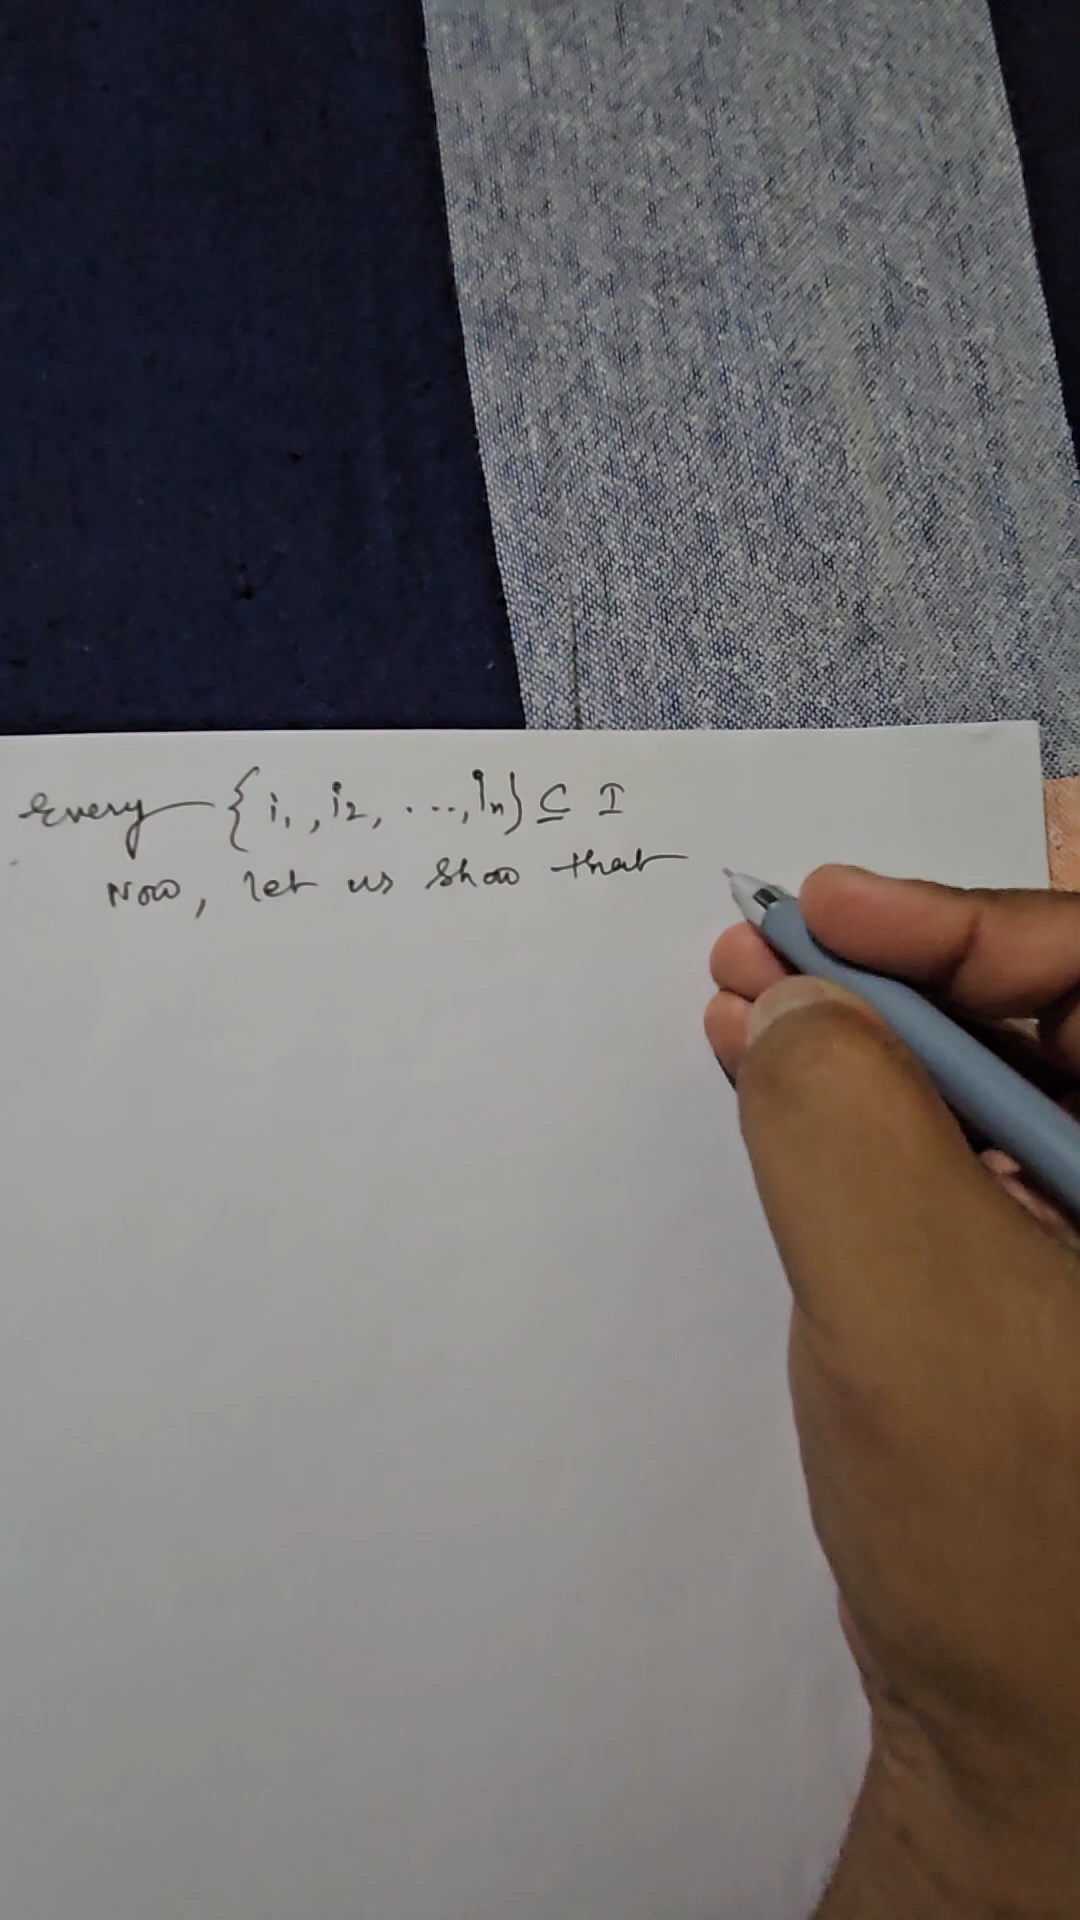 Every {i₁, i₂, ..., iₙ} ⊆ I
Now, let us show that